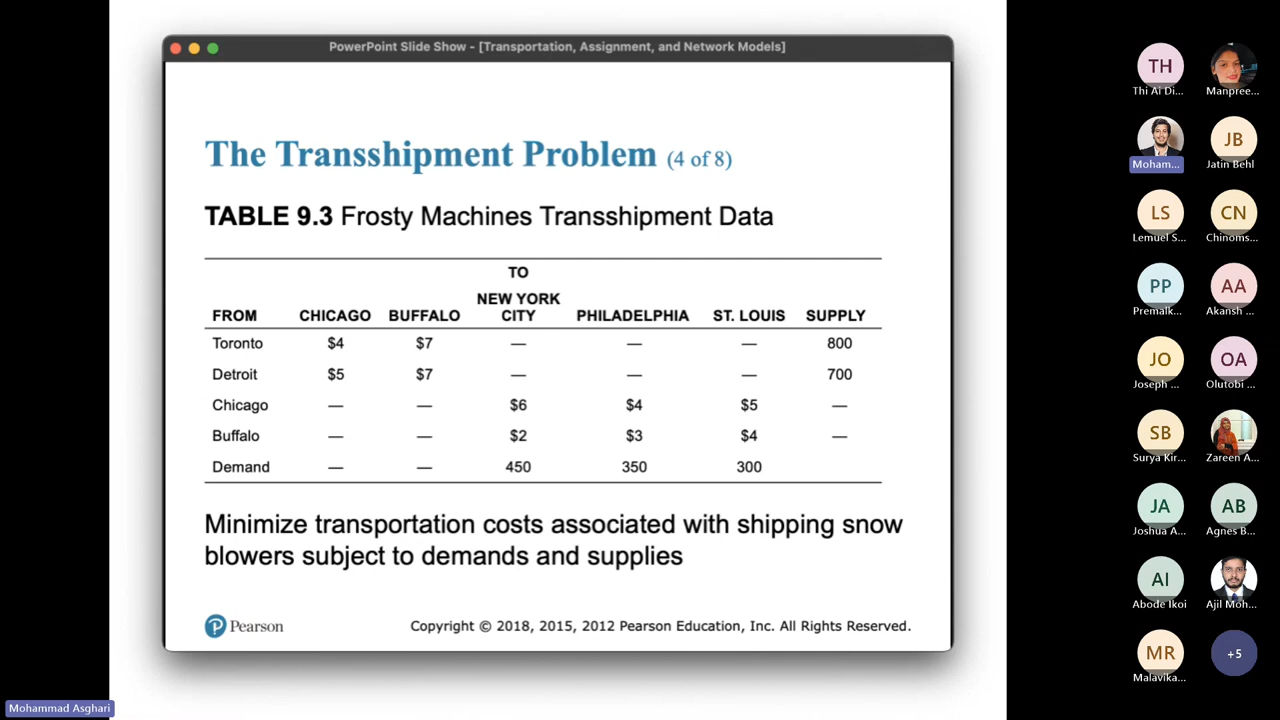 PowerPoint Slide Show - [Transportation, Assignment, and Network Models]
The Transshipment Problem (4 of 8)
TABLE 9.3 Frosty Machines Transshipment Data
TO
FROM CHICAGO BUFFALO NEW YORK CITY PHILADELPHIA ST. LOUIS SUPPLY
Toronto $4 $7 — — — 800
Detroit $5 $7 — — — 700
Chicago — — $6 $4 $5 —
Buffalo — — $2 $3 $4 —
Demand — — 450 350 300
Minimize transportation costs associated with shipping snow
blowers subject to demands and supplies
P Pearson
Copyright © 2018, 2015, 2012 Pearson Education, Inc. All Rights Reserved.
Mohammad Asghari
TH
Thi AI Di...
Manpree...
Moham...
JB
Jatin Behl
LS
Lemuel S...
CN
Chinoms...
PP
Premalk...
AA
Akansh ...
JO
Joseph ...
OA
Olutobi ...
SB
Surya Kir...
Zareen A...
JA
Joshua A...
AB
Agnes B...
AI
Abode Ikoi
Ajil Moh...
MR
Malavika...
+5